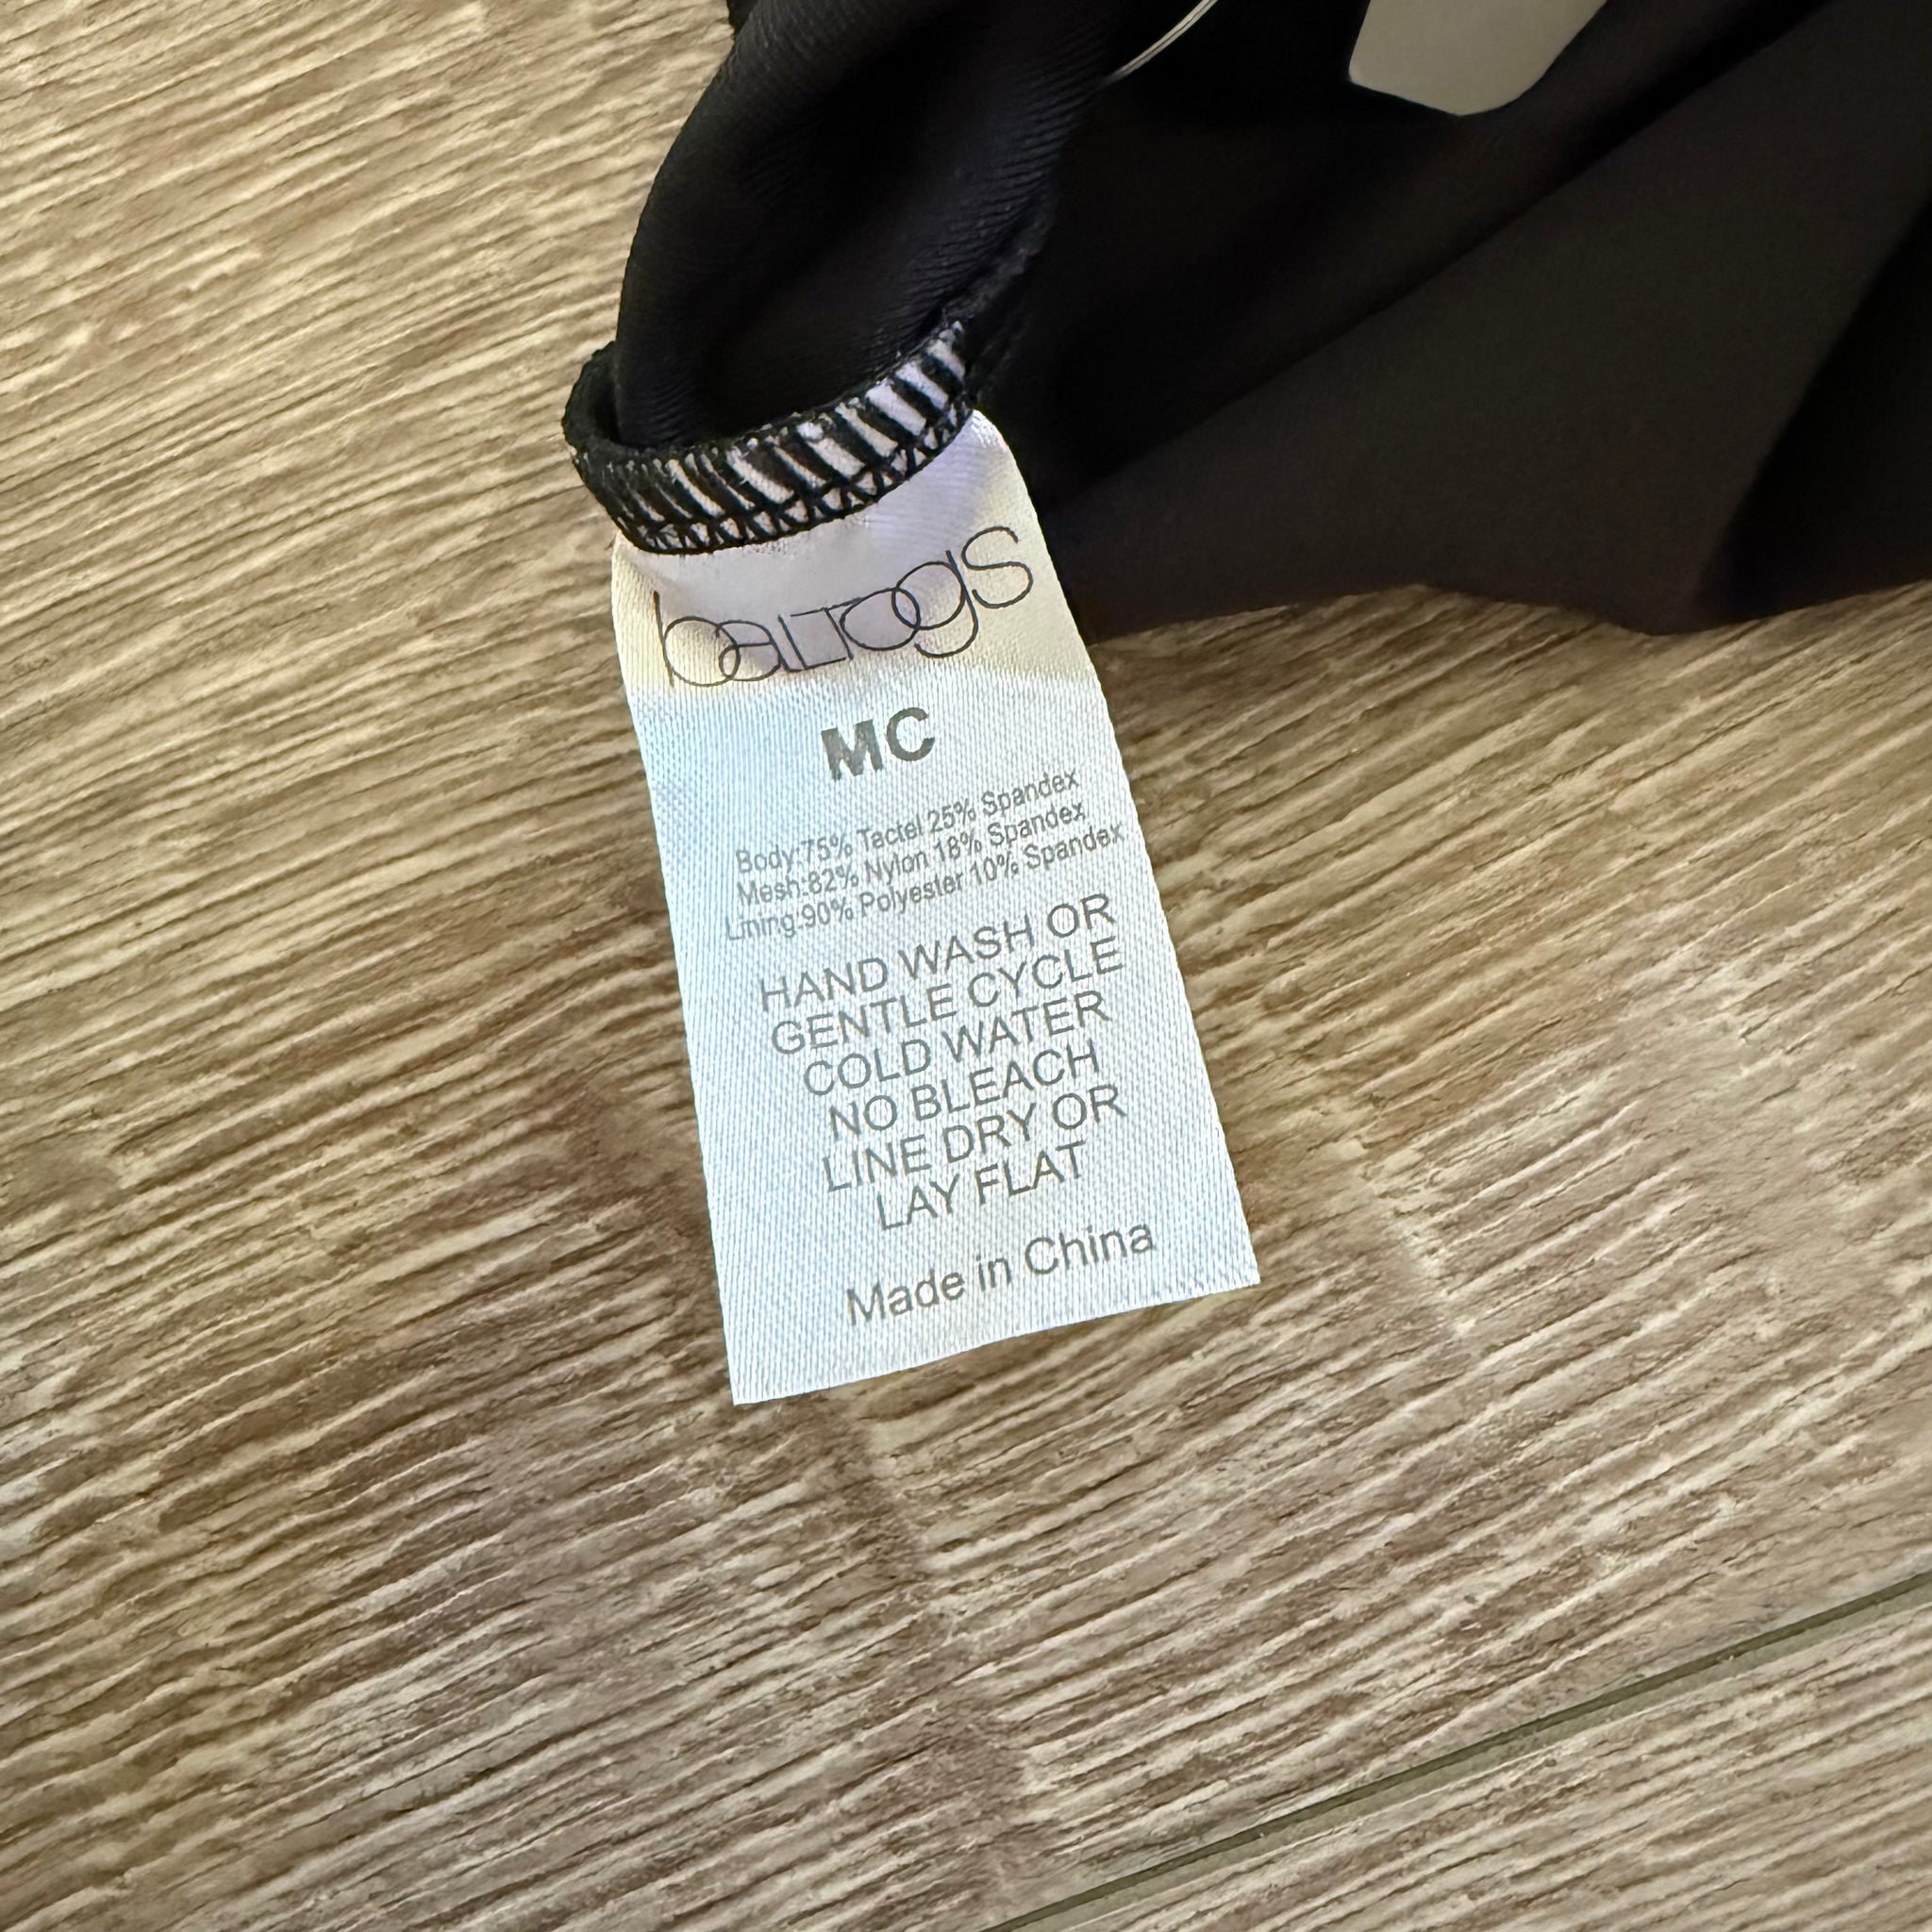 baltogs
MC
Body:75% Tactel 25% Spandex
Mesh:82% Nylon 18% Spandex
Lining:90% Polyester 10% Spandex
HAND WASH OR
GENTLE CYCLE
COLD WATER
NO BLEACH
LINE DRY OR
LAY FLAT
Made in China